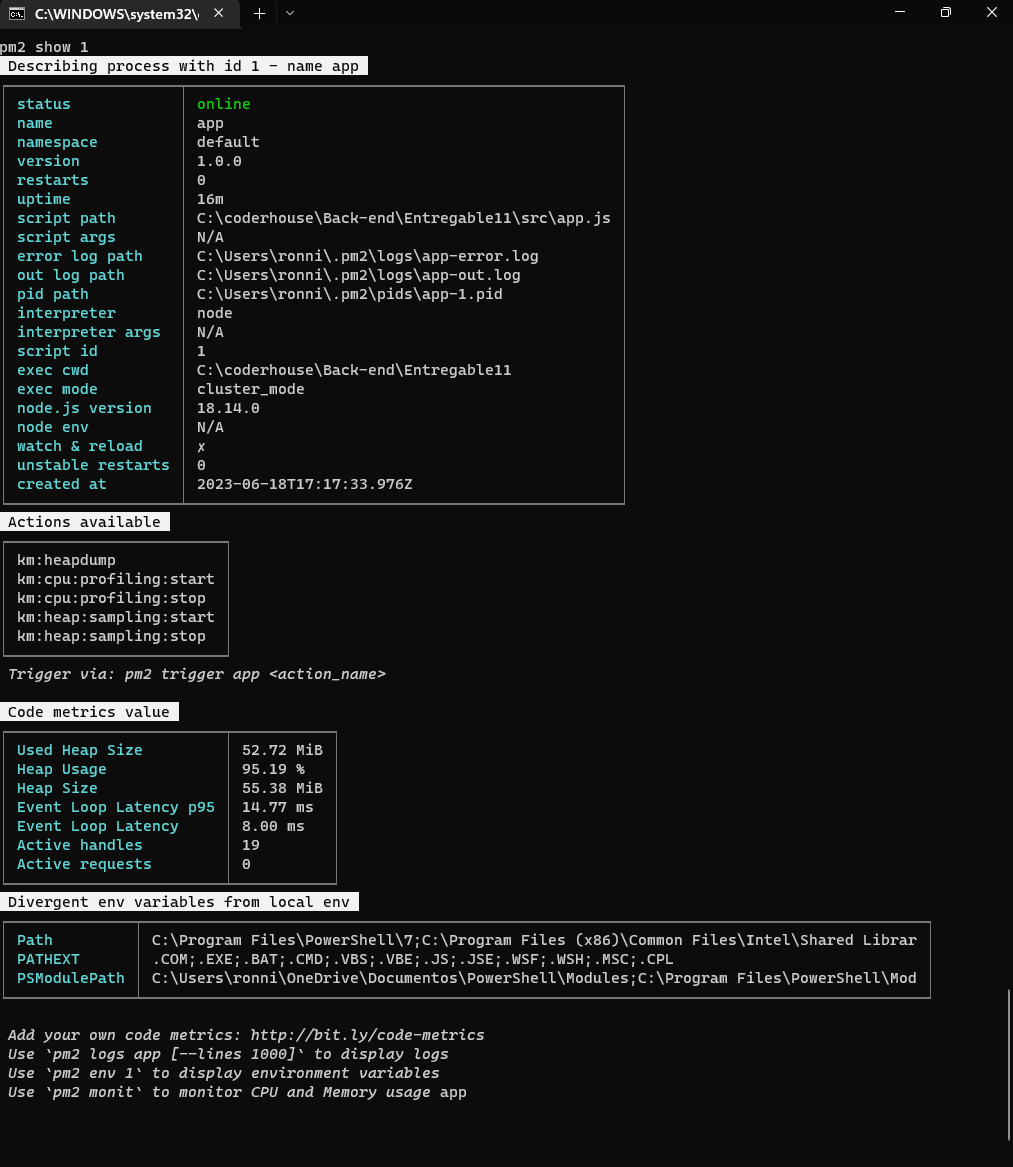 C:\WINDOWS\system32\
pm2 show 1
Describing process with id 1 - name app
status online
name app
namespace default
version 1.0.0
restarts 0
uptime 16m
script path C:\coderhouse\Back-end\Entregable11\src\app.js
script args N/A
error log path C:\Users\ronni\.pm2\logs\app-error.log
out log path C:\Users\ronni\.pm2\logs\app-out.log
pid path C:\Users\ronni\.pm2\pids\app-1.pid
interpreter node
interpreter args N/A
script id 1
exec cwd C:\coderhouse\Back-end\Entregable11
exec mode cluster_mode
node.js version 18.14.0
node env N/A
watch & reload ✗
unstable restarts 0
created at 2023-06-18T17:17:33.976Z
Actions available
km:heapdump
km:cpu:profiling:start
km:cpu:profiling:stop
km:heap:sampling:start
km:heap:sampling:stop
Trigger via: pm2 trigger app <action_name>
Code metrics value
Used Heap Size 52.72 MiB
Heap Usage 95.19 %
Heap Size 55.38 MiB
Event Loop Latency p95 14.77 ms
Event Loop Latency 8.00 ms
Active handles 19
Active requests 0
Divergent env variables from local env
Path C:\Program Files\PowerShell\7;C:\Program Files (x86)\Common Files\Intel\Shared Librar
PATHEXT .COM;.EXE;.BAT;.CMD;.VBS;.VBE;.JS;.JSE;.WSF;.WSH;.MSC;.CPL
PSModulePath C:\Users\ronni\OneDrive\Documentos\PowerShell\Modules;C:\Program Files\PowerShell\Mod
Add your own code metrics: http://bit.ly/code-metrics
Use `pm2 logs app [--lines 1000]` to display logs
Use `pm2 env 1` to display environment variables
Use `pm2 monit` to monitor CPU and Memory usage app